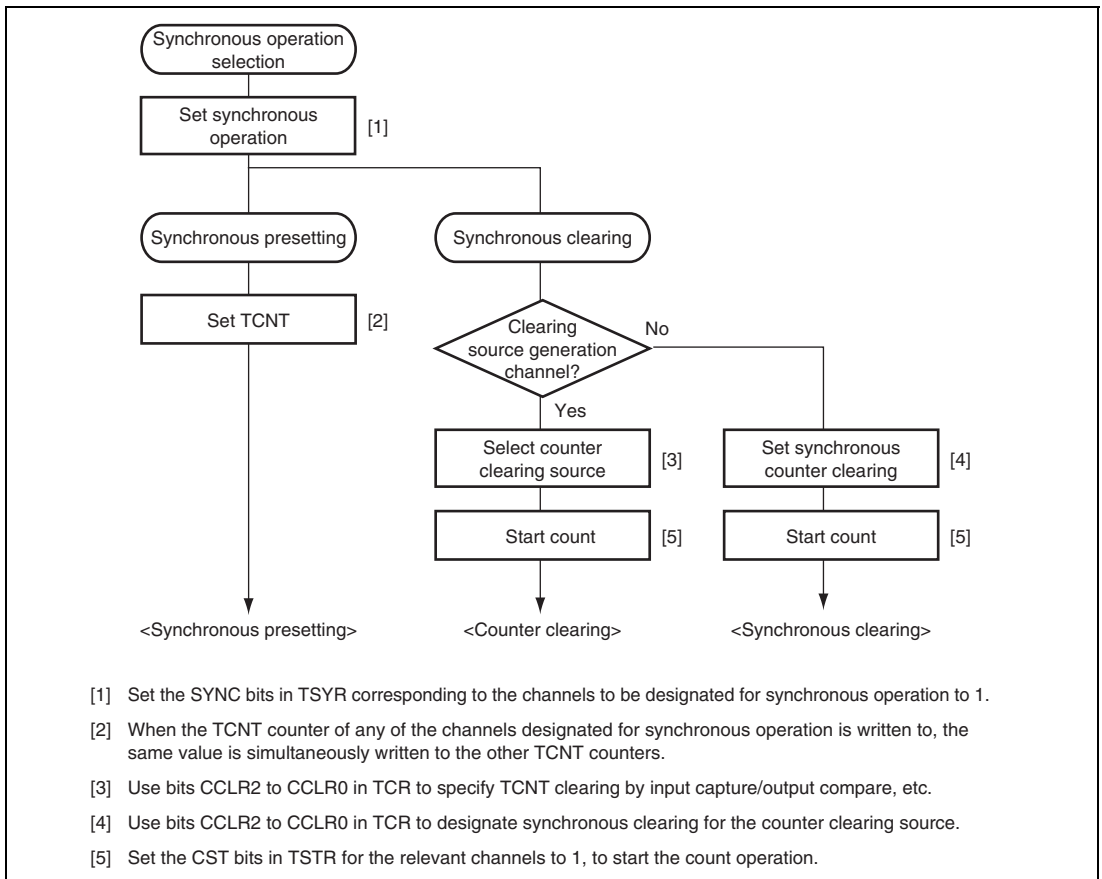 Synchronous operation
selection
Set synchronous
operation
[1]
Synchronous presetting
Synchronous clearing
Set TCNT
[2]
Clearing
source generation
channel?
No
Yes
Select counter
clearing source
[3]
Set synchronous
counter clearing
[4]
Start count
[5]
Start count
[5]
<Synchronous presetting>
<Counter clearing>
<Synchronous clearing>
[1] Set the SYNC bits in TSYR corresponding to the channels to be designated for synchronous operation to 1.
[2] When the TCNT counter of any of the channels designated for synchronous operation is written to, the
same value is simultaneously written to the other TCNT counters.
[3] Use bits CCLR2 to CCLR0 in TCR to specify TCNT clearing by input capture/output compare, etc.
[4] Use bits CCLR2 to CCLR0 in TCR to designate synchronous clearing for the counter clearing source.
[5] Set the CST bits in TSTR for the relevant channels to 1, to start the count operation.